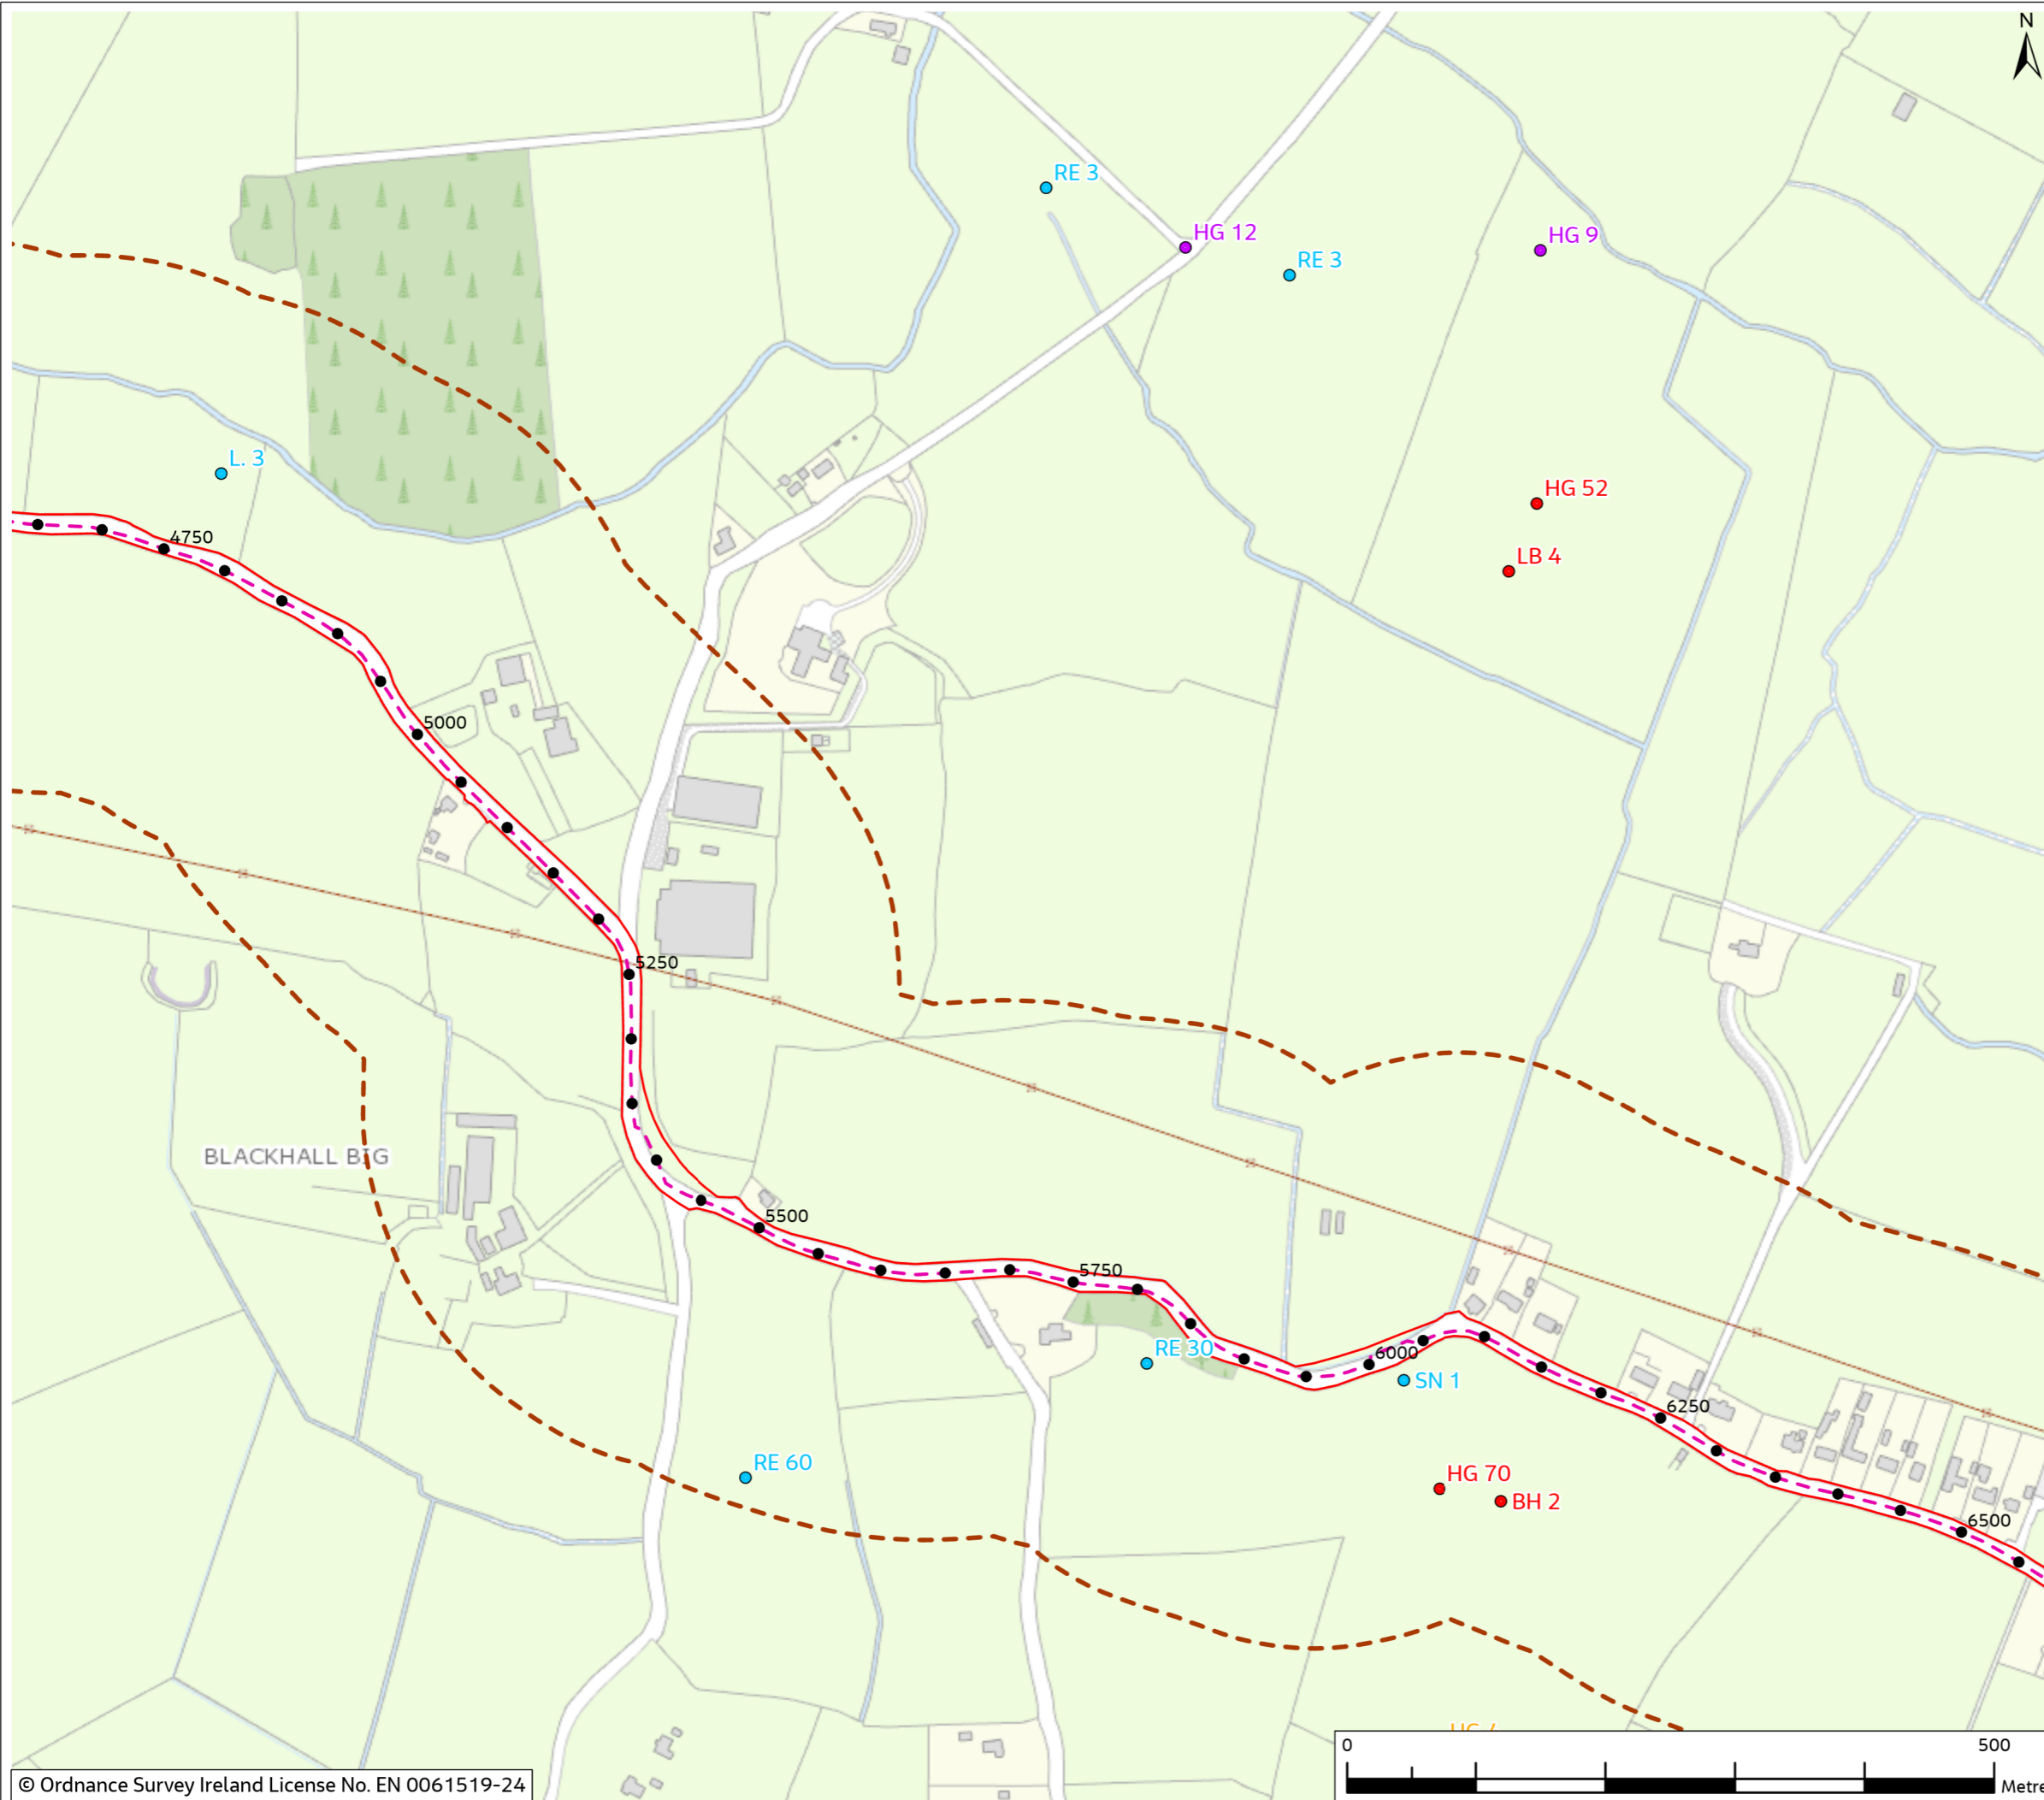 N
RE 3
HG 12
HG 9
RE 3
L. 3
HG 52
4750
LB 4
5000
5250
BLACKHALL BIG
5500
5750
RE 30
6000
SN 1
6250
RE 60
HG 70
BH 2
6500
0
500
© Ordnance Survey Ireland License No. EN 0061519-24